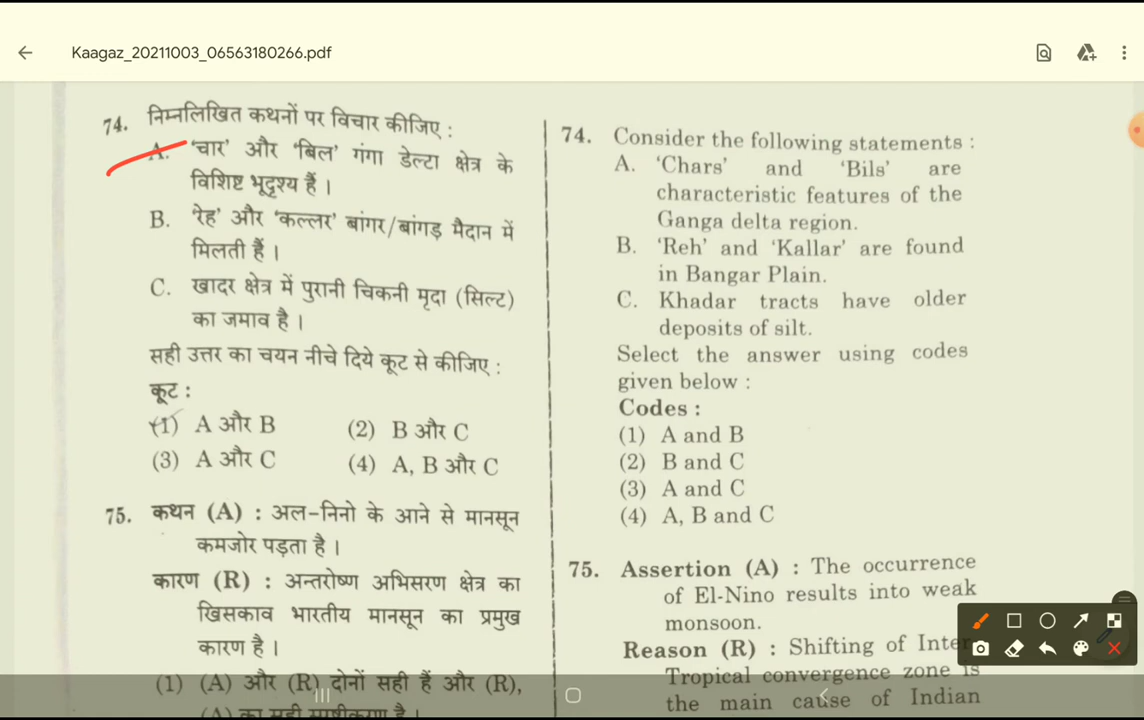 Kaagaz_20211003_06563180266.pdf
74. निम्नलिखित कथनों पर विचार कीजिए :
A. 'चार' और 'बिल' गंगा डेल्टा क्षेत्र के
विशिष्ट भूदृश्य हैं ।
B. 'रेह' और 'कल्लर' बांगर/बांगड़ मैदान में
मिलती हैं ।
C. खादर क्षेत्र में पुरानी चिकनी मृदा (सिल्ट)
का जमाव है ।
सही उत्तर का चयन नीचे दिये कूट से कीजिए :
कूट :
(1) A और B (2) B और C
(3) A और C (4) A, B और C
75. कथन (A) : अल-निनो के आने से मानसून
कमजोर पड़ता है ।
कारण (R) : अन्तरोष्ण अभिसरण क्षेत्र का
खिसकाव भारतीय मानसून का प्रमुख
कारण है ।
(1) (A) और (R) दोनों सही हैं और (R),
(A) का सही स्पष्टीकरण है ।
74. Consider the following statements :
A. 'Chars' and 'Bils' are
characteristic features of the
Ganga delta region.
B. 'Reh' and 'Kallar' are found
in Bangar Plain.
C. Khadar tracts have older
deposits of silt.
Select the answer using codes
given below :
Codes :
(1) A and B
(2) B and C
(3) A and C
(4) A, B and C
75. Assertion (A) : The occurrence
of El-Nino results into weak
monsoon.
Reason (R) : Shifting of Inter
Tropical convergence zone is
the main cause of Indian